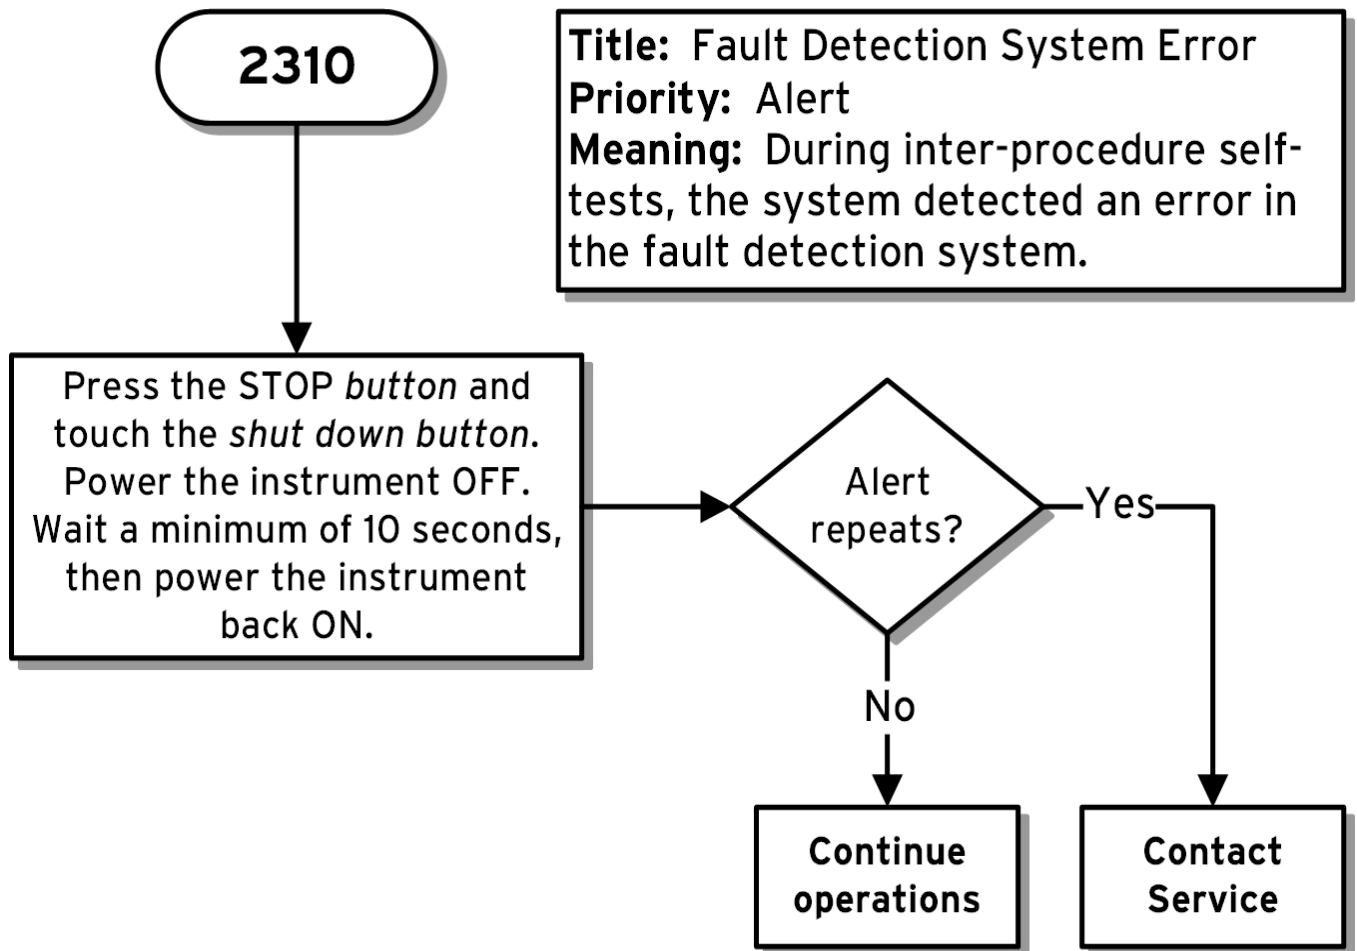 2310
Title: Fault Detection System Error
Priority: Alert
Meaning: During inter-procedure self-
tests, the system detected an error in
the fault detection system.
Press the STOP button and
touch the shut down button.
Power the instrument OFF.
Wait a minimum of 10 seconds,
then power the instrument
back ON.
Alert
repeats?
Yes
No
Continue
operations
Contact
Service